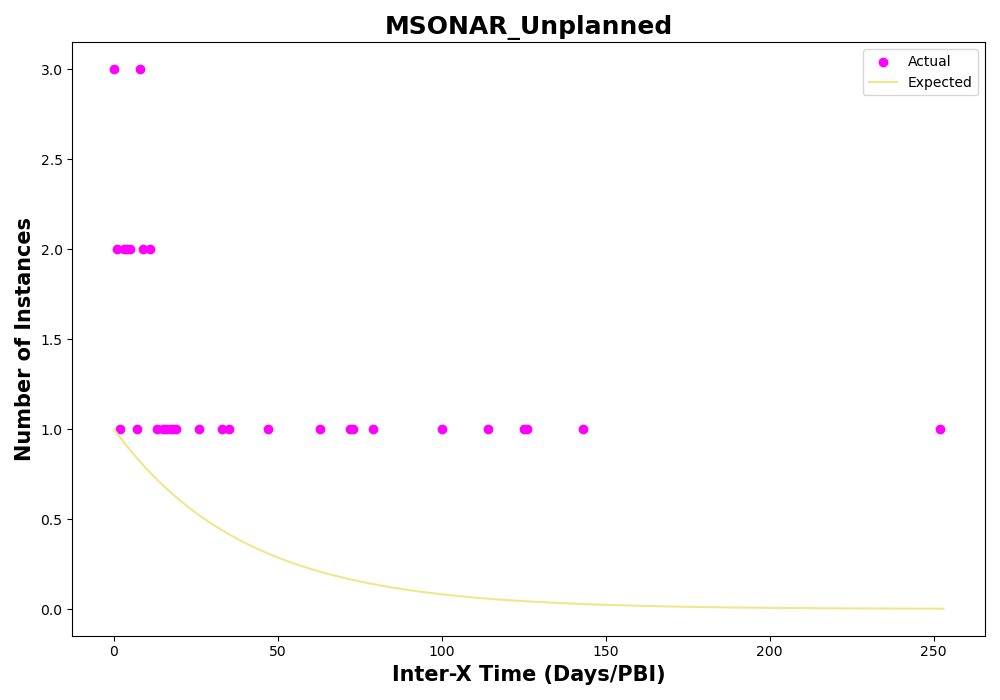 MSONAR_Unplanned
Actual
Expected
3.0
2.5
2.0
1.5
1.0
0.5
0.0
Number of Instances
0
50
100
150
200
250
Inter-X Time (Days/PBI)